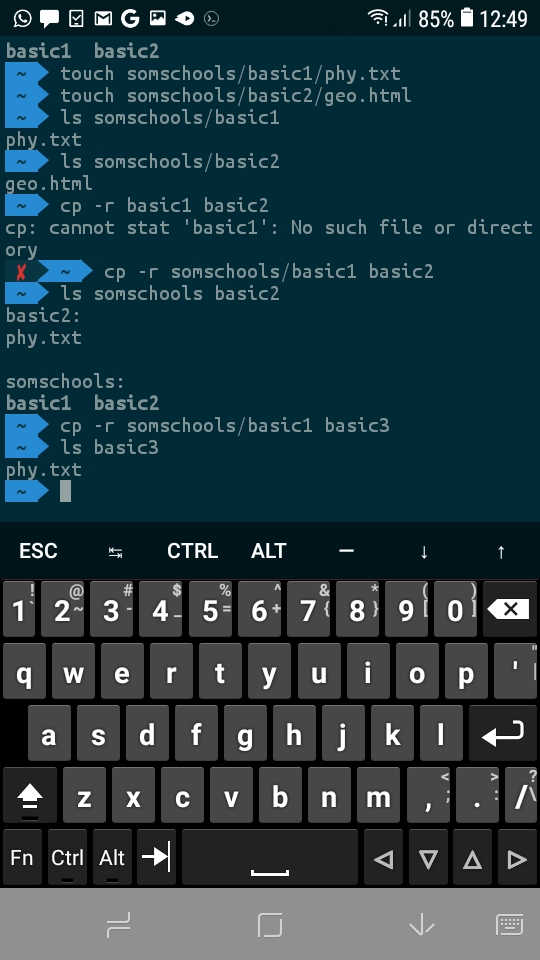 85% 12:49
basic1 basic2
~ touch somschools/basic1/phy.txt
~ touch somschools/basic2/geo.html
~ ls somschools/basic1
phy.txt
~ ls somschools/basic2
geo.html
~ cp -r basic1 basic2
cp: cannot stat 'basic1': No such file or direct
ory
✗ ~ cp -r somschools/basic1 basic2
~ ls somschools basic2
basic2:
phy.txt
somschools:
basic1 basic2
~ cp -r somschools/basic1 basic3
~ ls basic3
phy.txt
~
ESC ↹ CTRL ALT — ↓ ↑
! @ # $ % ^ & * ( )
1 ` 2 ~ 3 - 4 _ 5 = 6 + 7 { 8 } 9 [ 0 ]
q w e r t y u i o p ' " |
a s d f g h j k l
z x c v b n m , < ; . > : / ? \
Fn Ctrl Alt